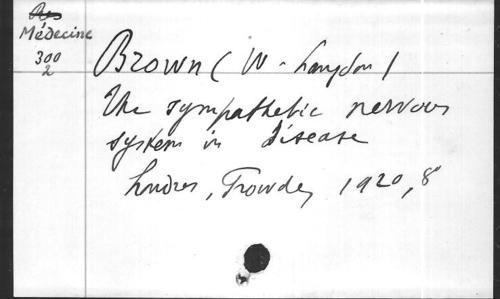 Médecine
300
2
Brown (W - Langdon)
The sympathetic nervous
system in disease
Londres, Frowde, 1920, 8°